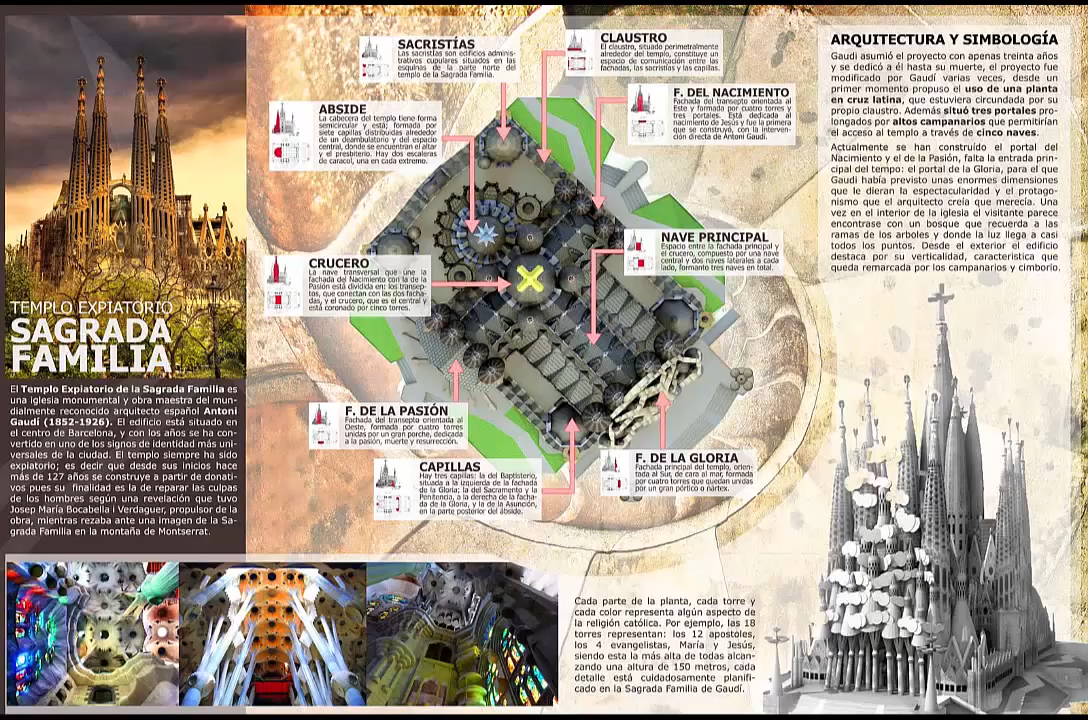 TEMPLO EXPIATORIO
SAGRADA
FAMILIA
El Templo Expiatorio de la Sagrada Familia es
una iglesia monumental y obra maestra del mun-
dialmente reconocido arquitecto español Antoni
Gaudí (1852-1926). El edificio está situado en
el centro de Barcelona, y con los años se ha con-
vertido en uno de los signos de identidad más uni-
versales de la ciudad. El templo siempre ha sido
expiatorio; es decir que desde sus inicios hace
más de 127 años se construye a partir de donati-
vos pues su finalidad es la de reparar las culpas
de los hombres según una revelación que tuvo
Josep María Bocabella i Verdaguer, propulsor de la
obra, mientras rezaba ante una imagen de la Sa-
grada Familia en la montaña de Montserrat.
SACRISTÍAS
Las sacristías son edificios adminis-
trativos cupulares situados en las
esquinas de la parte norte del
templo de la Sagrada Familia.
CLAUSTRO
El claustro, situado perimetralmente
alrededor del templo, constituye un
espacio de comunicación entre las
fachadas, las sacristías y las capillas.
ABSIDE
La cabecera del templo tiene forma
semicircular y está; formada por
siete capillas distribuidas alrededor
de un deambulatorio y del espacio
central, donde se encuentran el altar
y el presbiterio. Hay dos escaleras
de caracol, una en cada extremo.
F. DEL NACIMIENTO
Fachada del transepto orientada al
Este y formada por cuatro torres y
tres portales. Está dedicada al
nacimiento de Jesús y fue la primera
que se construyó, con la interven-
ción directa de Antoni Gaudí.
CRUCERO
La nave transversal que une la
fachada del Nacimiento con la de la
Pasión está dividida en: los transep-
tos, que conectan con las dos facha-
das, y el crucero, que es el central y
está coronado por cinco torres.
NAVE PRINCIPAL
Espacio entre la fachada principal y
el crucero, compuesto por una nave
central y dos naves laterales a cada
lado, formanto tres naves en total.
F. DE LA PASIÓN
Fachada del transepto orientada al
Oeste, formada por cuatro torres
unidas por un gran porche, dedicada
a la pasión, muerte y resurrección.
CAPILLAS
Hay tres capillas: la del Baptisterio,
situada a la izquierda de la fachada
de la Gloria; la del Sacramento y la
Penitencia, a la derecha de la facha-
da de la Gloria, y la de la Asunción,
en la parte posterior del ábside.
F. DE LA GLORIA
Fachada principal del templo, orien-
tada al Sur, de cara al mar, formada
por cuatro torres que quedan unidas
por un gran pórtico o nártex.
ARQUITECTURA Y SIMBOLOGÍA
Gaudi asumió el proyecto con apenas treinta años
y se dedicó a él hasta su muerte, el proyecto fue
modificado por Gaudí varias veces, desde un
primer momento propuso el uso de una planta
en cruz latina, que estuviera circundada por su
propio claustro. Además situó tres portales pro-
longados por altos campanarios que permitirían
el acceso al templo a través de cinco naves.
Actualmente se han construído el portal del
Nacimiento y el de la Pasión, falta la entrada prin-
cipal del tempo: el portal de la Gloria, para el que
Gaudi había previsto unas enormes dimensiones
que le dieran la espectacularidad y el protago-
nismo que el arquitecto creía que merecía. Una
vez en el interior de la iglesia el visitante parece
encontrase con un bosque que recuerda a las
ramas de los arboles y donde la luz llega a casi
todos los puntos. Desde el exterior el edificio
destaca por su verticalidad, caracteristica que
queda remarcada por los campanarios y cimborio.
Cada parte de la planta, cada torre y
cada color representa algún aspecto de
la religión católica. Por ejemplo, las 18
torres representan: los 12 apostoles,
los 4 evangelistas, María y Jesús,
siendo esta la más alta de todas alcan-
zando una altura de 150 metros, cada
detalle está cuidadosamente planifi-
cado en la Sagrada Familia de Gaudí.